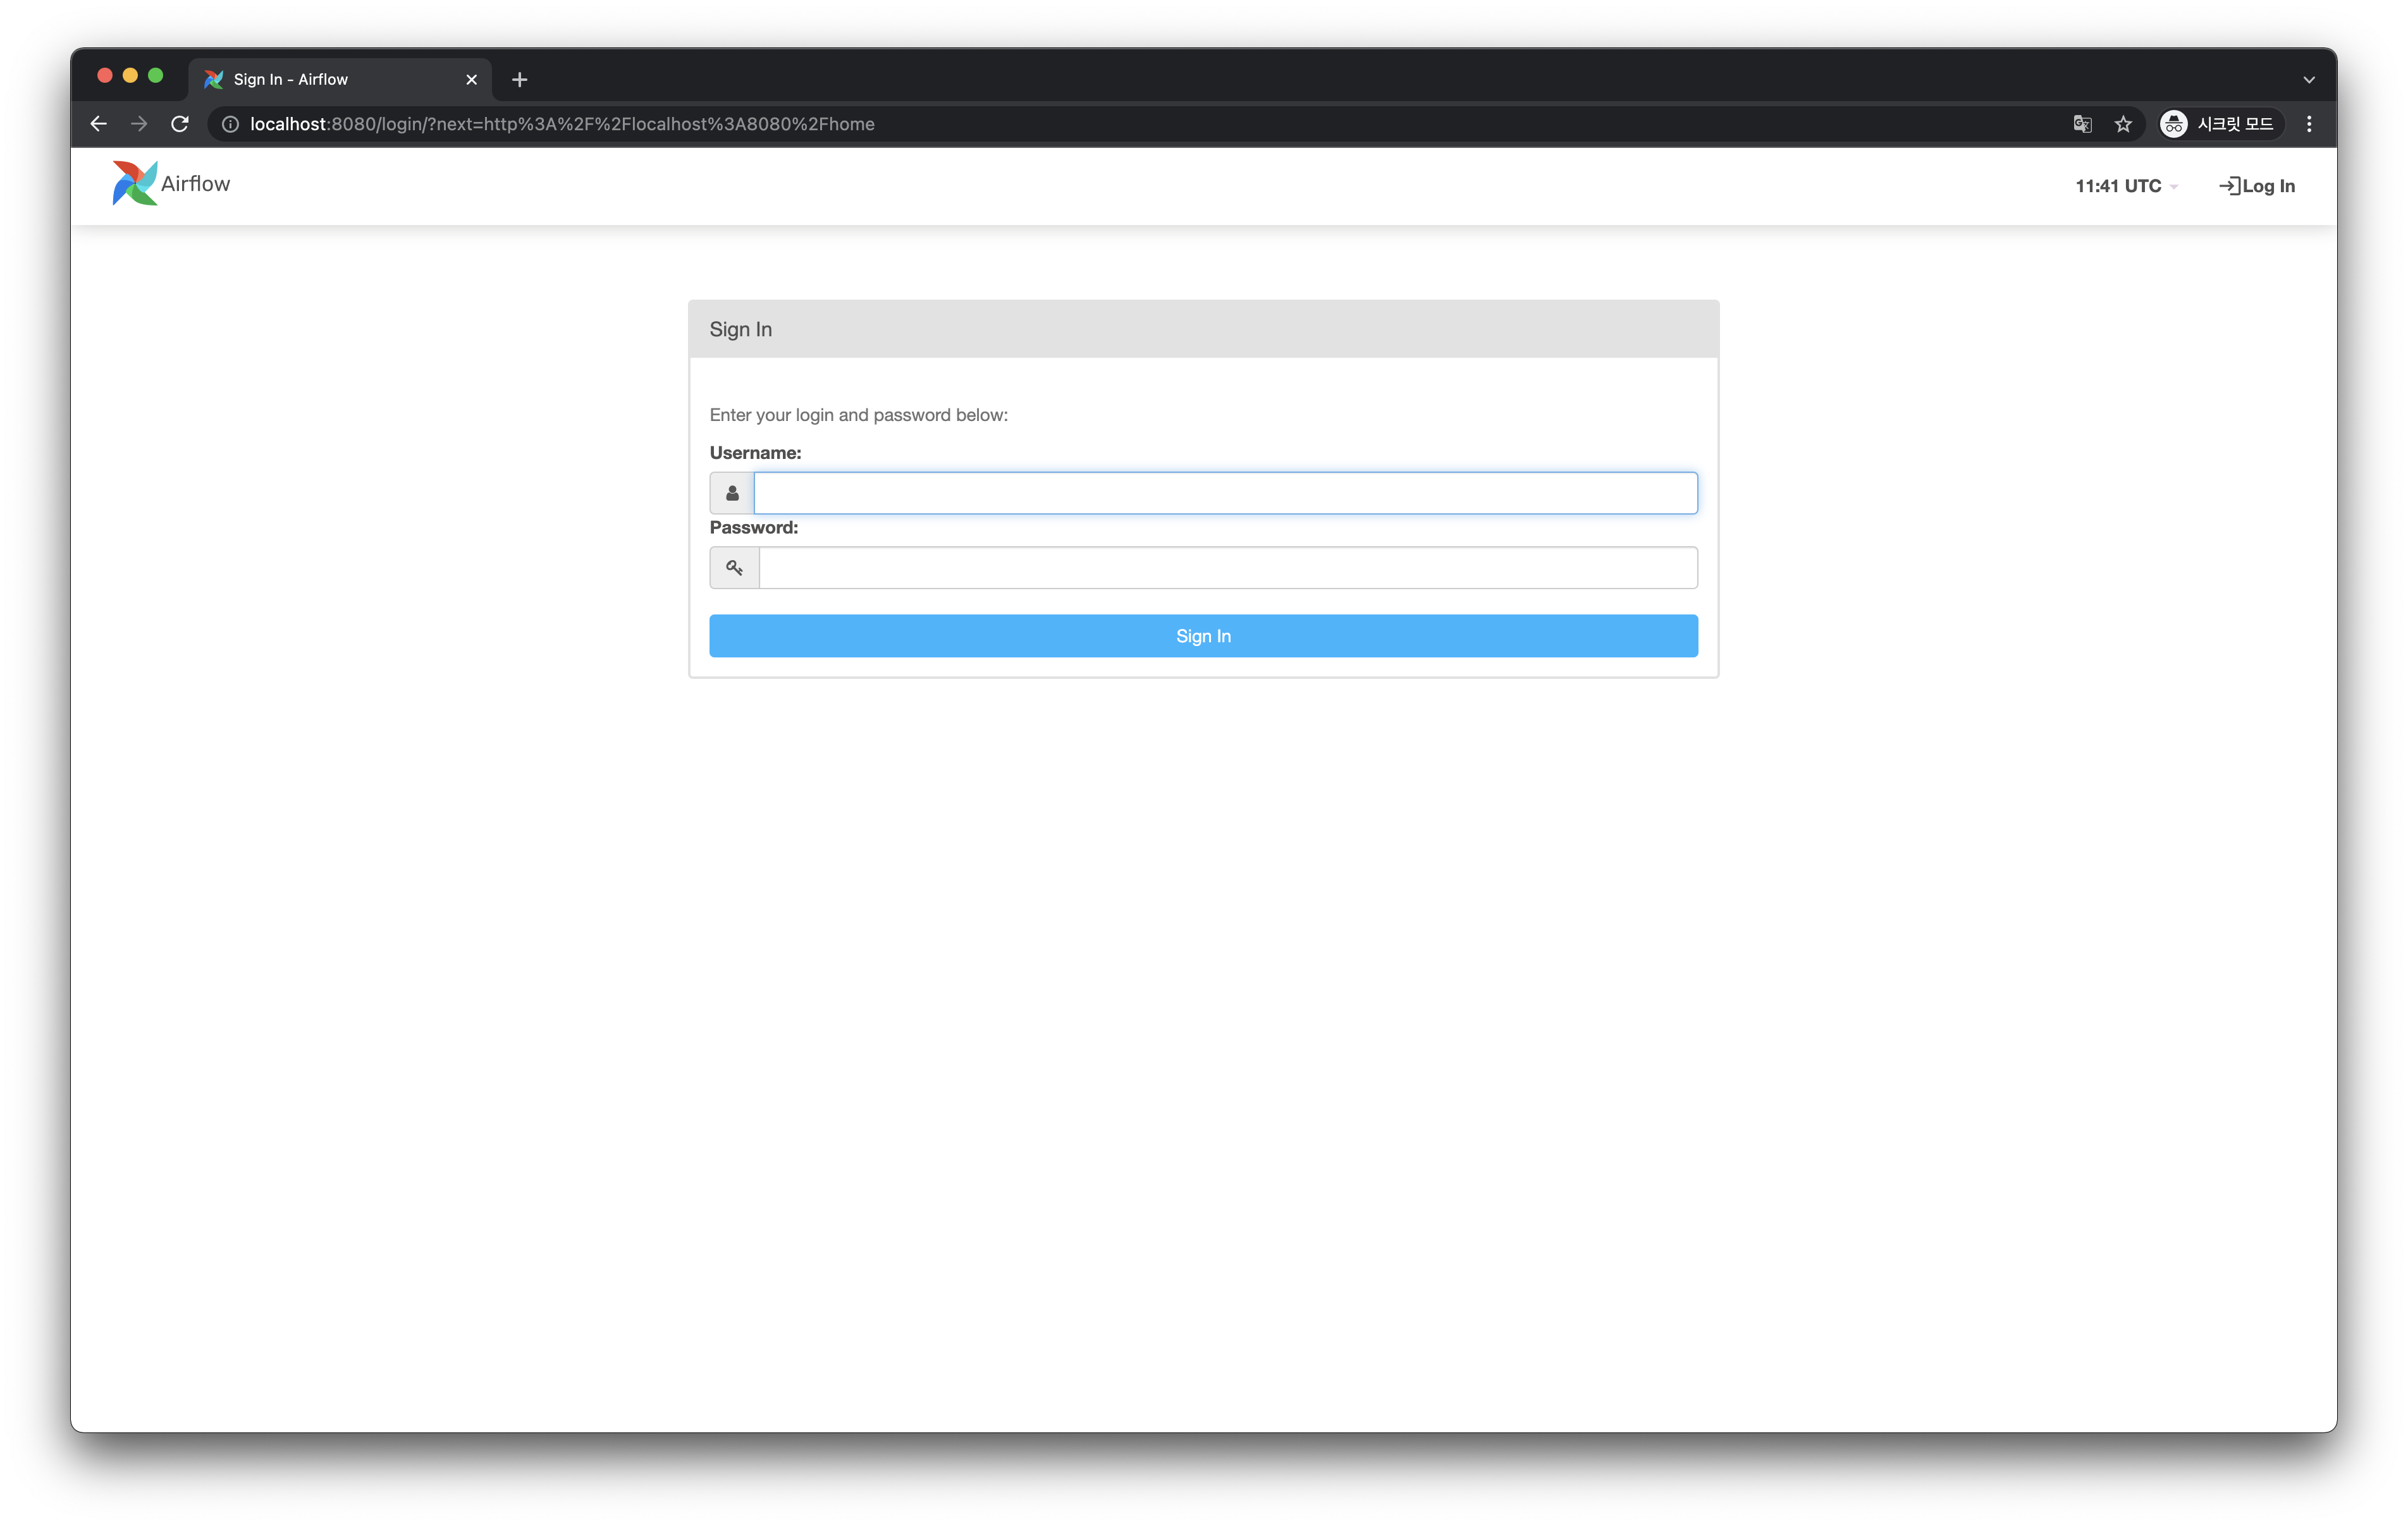 Sign In - Airflow
localhost:8080/login/?next=http%3A%2F%2Flocalhost%3A8080%2Fhome
시크릿 모드
Airflow
11:41 UTC
Log In
Sign In
Enter your login and password below:
Username:
Password:
Sign In